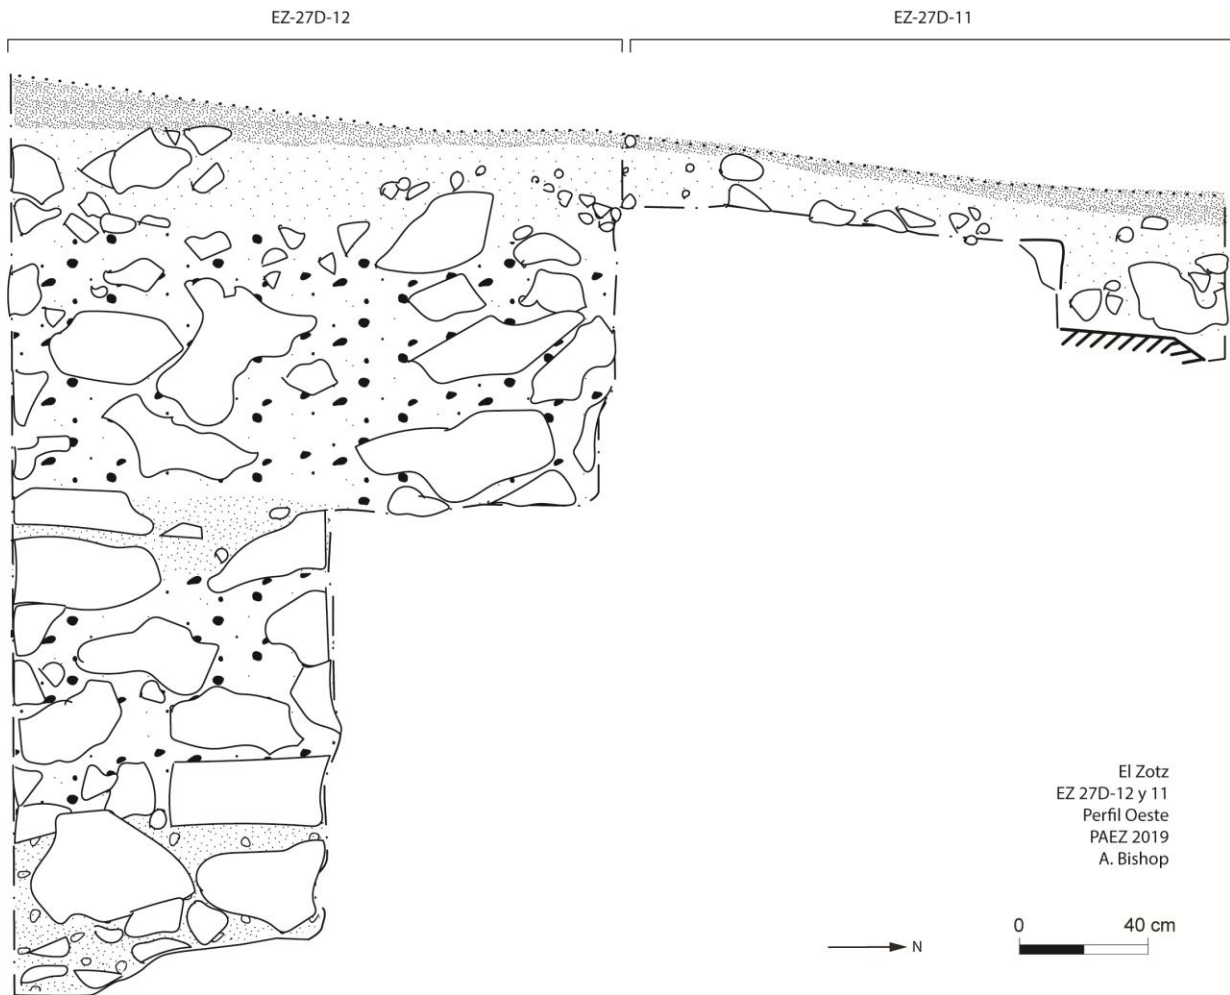 EZ-27D-12
EZ-27D-11
El Zotz
EZ 27D-12 y 11
Perfil Oeste
PAEZ 2019
A. Bishop
N
0 40 cm